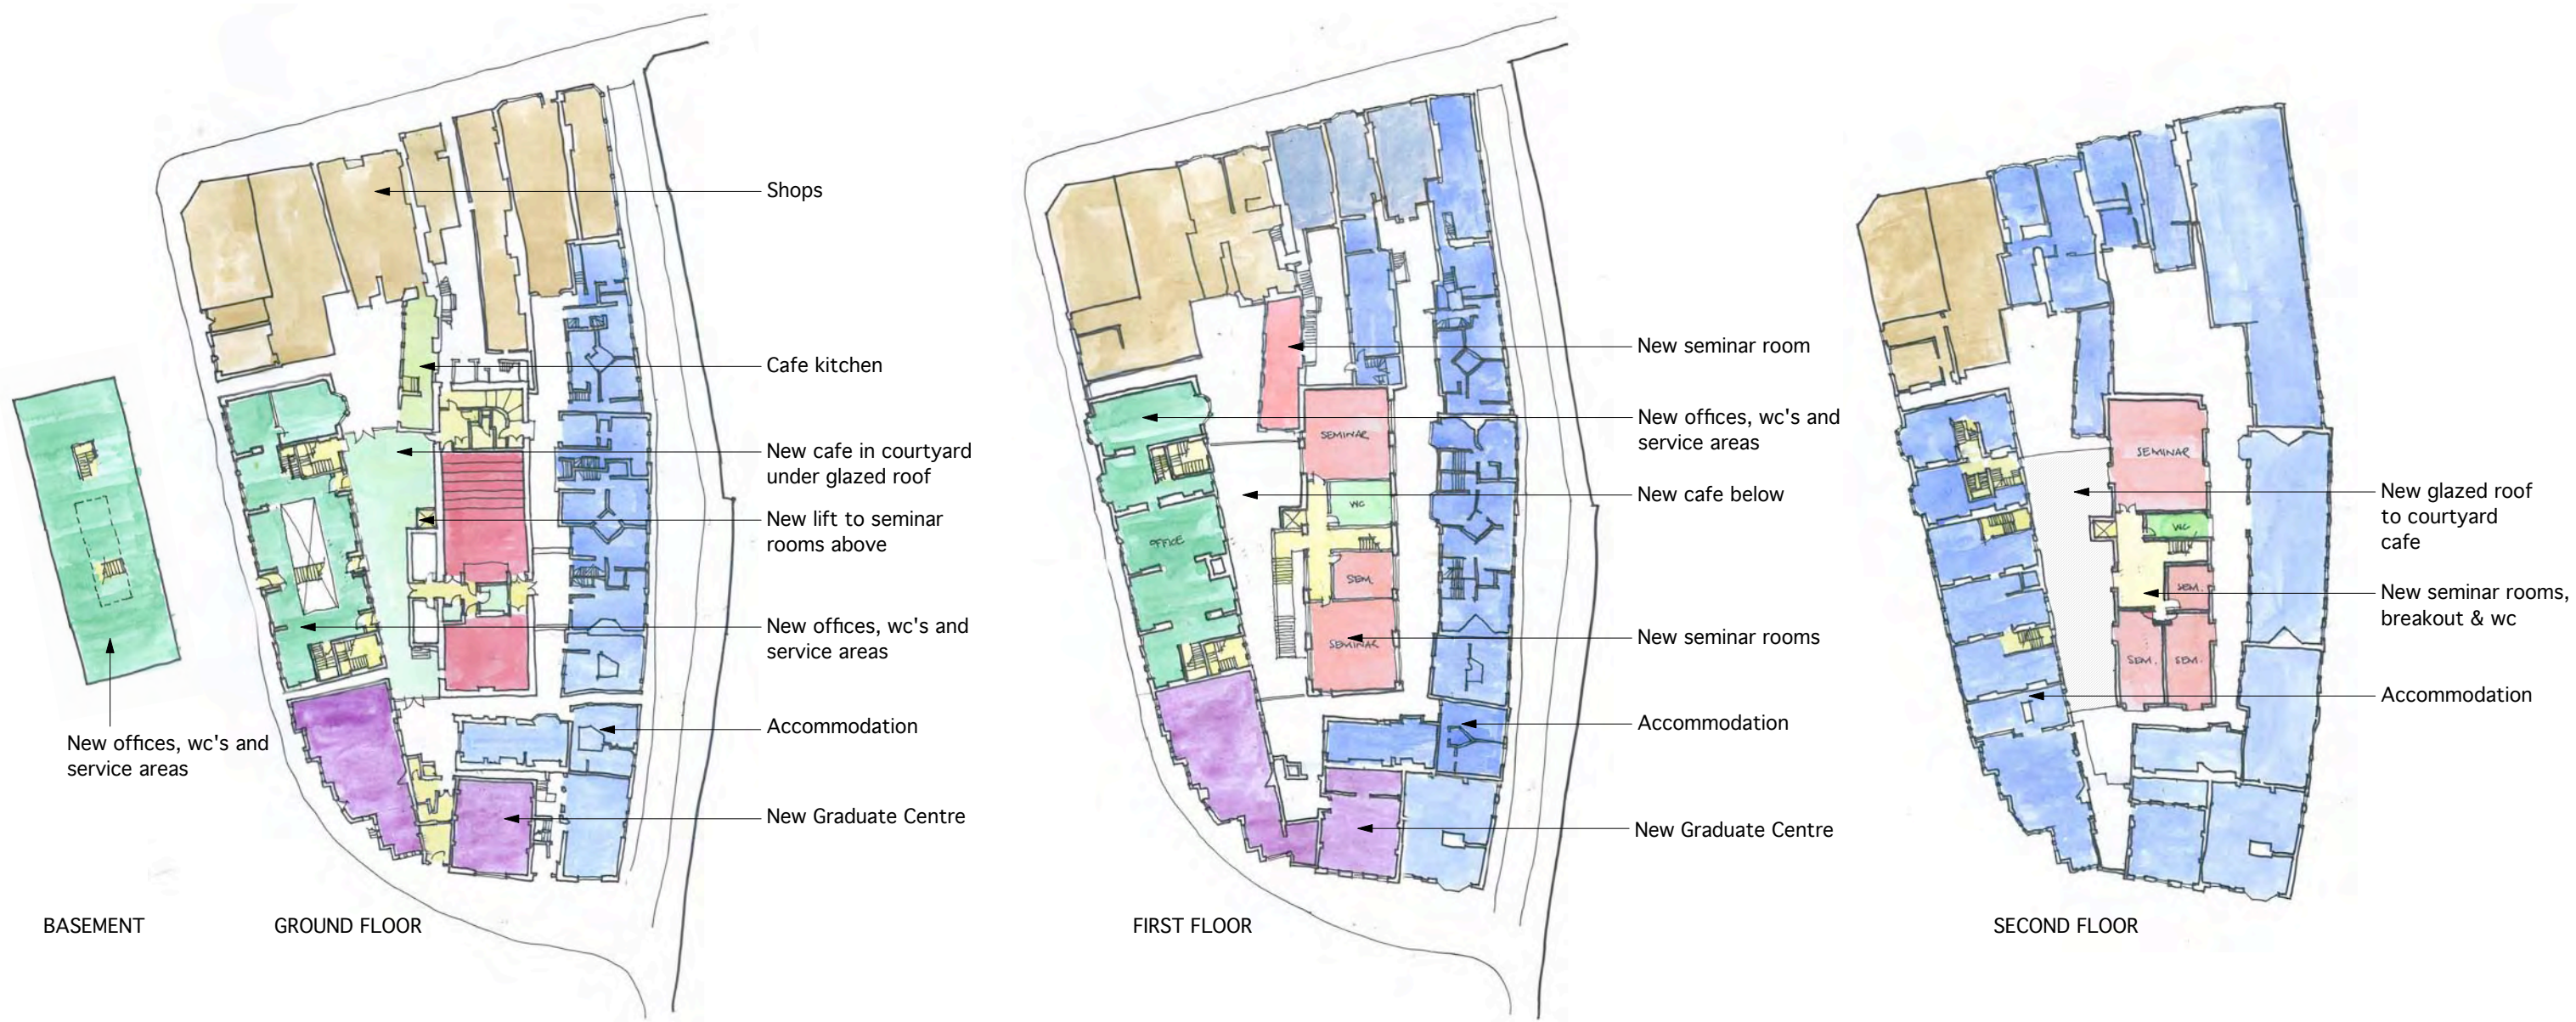 Shops
Cafe kitchen
New cafe in courtyard
under glazed roof
New lift to seminar
rooms above
New offices, wc's and
service areas
Accommodation
New Graduate Centre
New offices, wc's and
service areas
BASEMENT
GROUND FLOOR
New seminar room
New offices, wc's and
service areas
New cafe below
New seminar rooms
Accommodation
New Graduate Centre
SEMINAR
WC
OFFICE
SEM.
SEMINAR
FIRST FLOOR
SEMINAR
WC
SEM.
SEM.
SEM.
New glazed roof
to courtyard
cafe
New seminar rooms,
breakout & wc
Accommodation
SECOND FLOOR